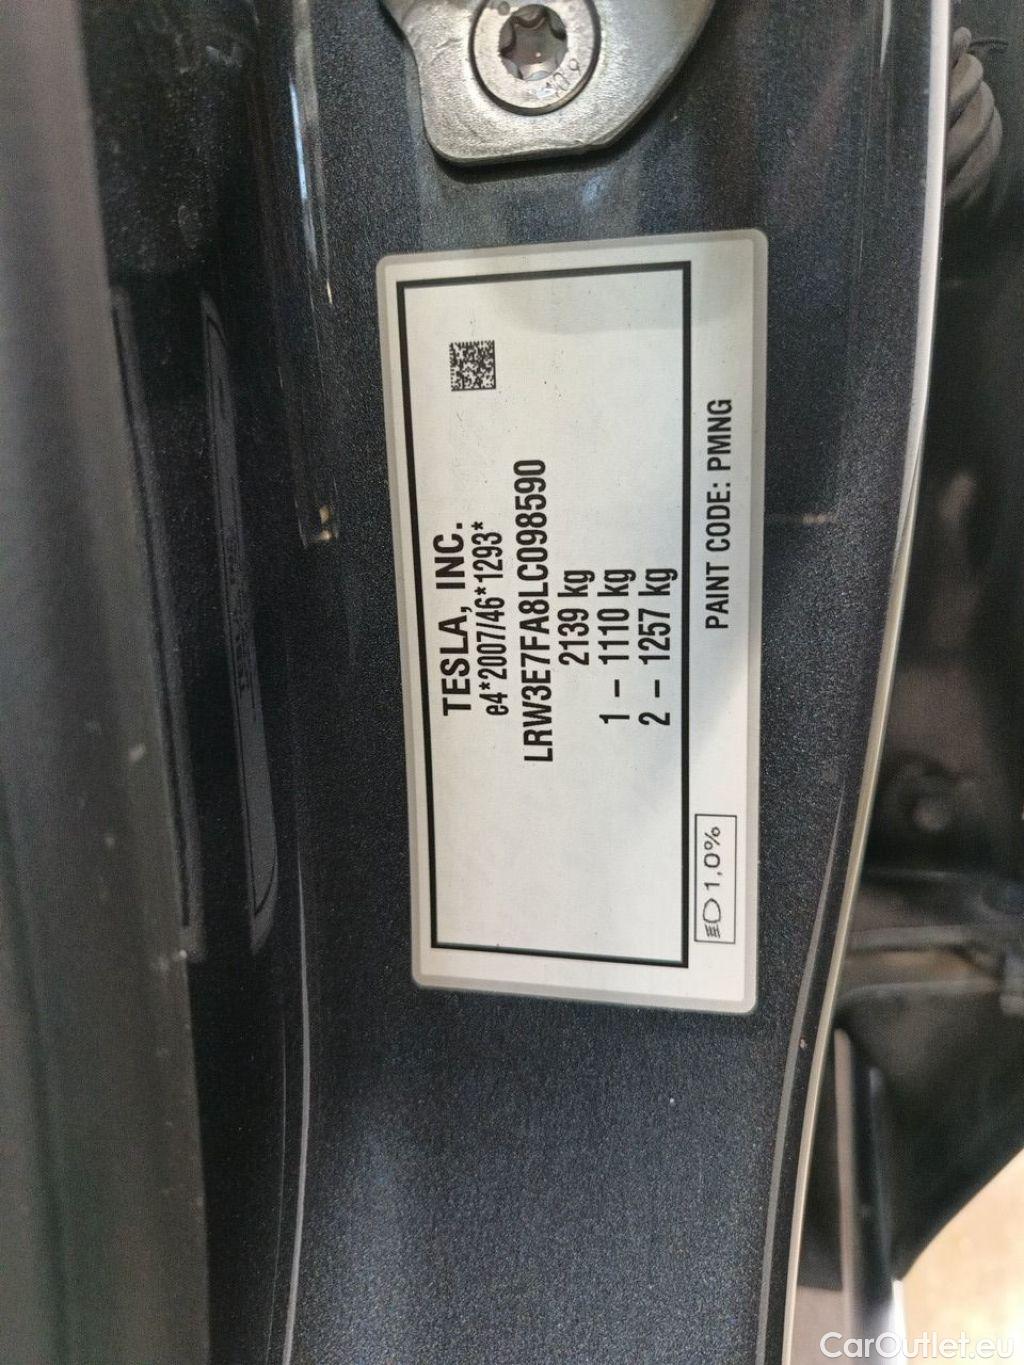 TESLA, INC.
e4*2007/46*1293*
LRW3E7FA8LC098590
2139 kg
1 – 1110 kg
2 – 1257 kg
1,0%
PAINT CODE: PMNG
CarOutlet.eu